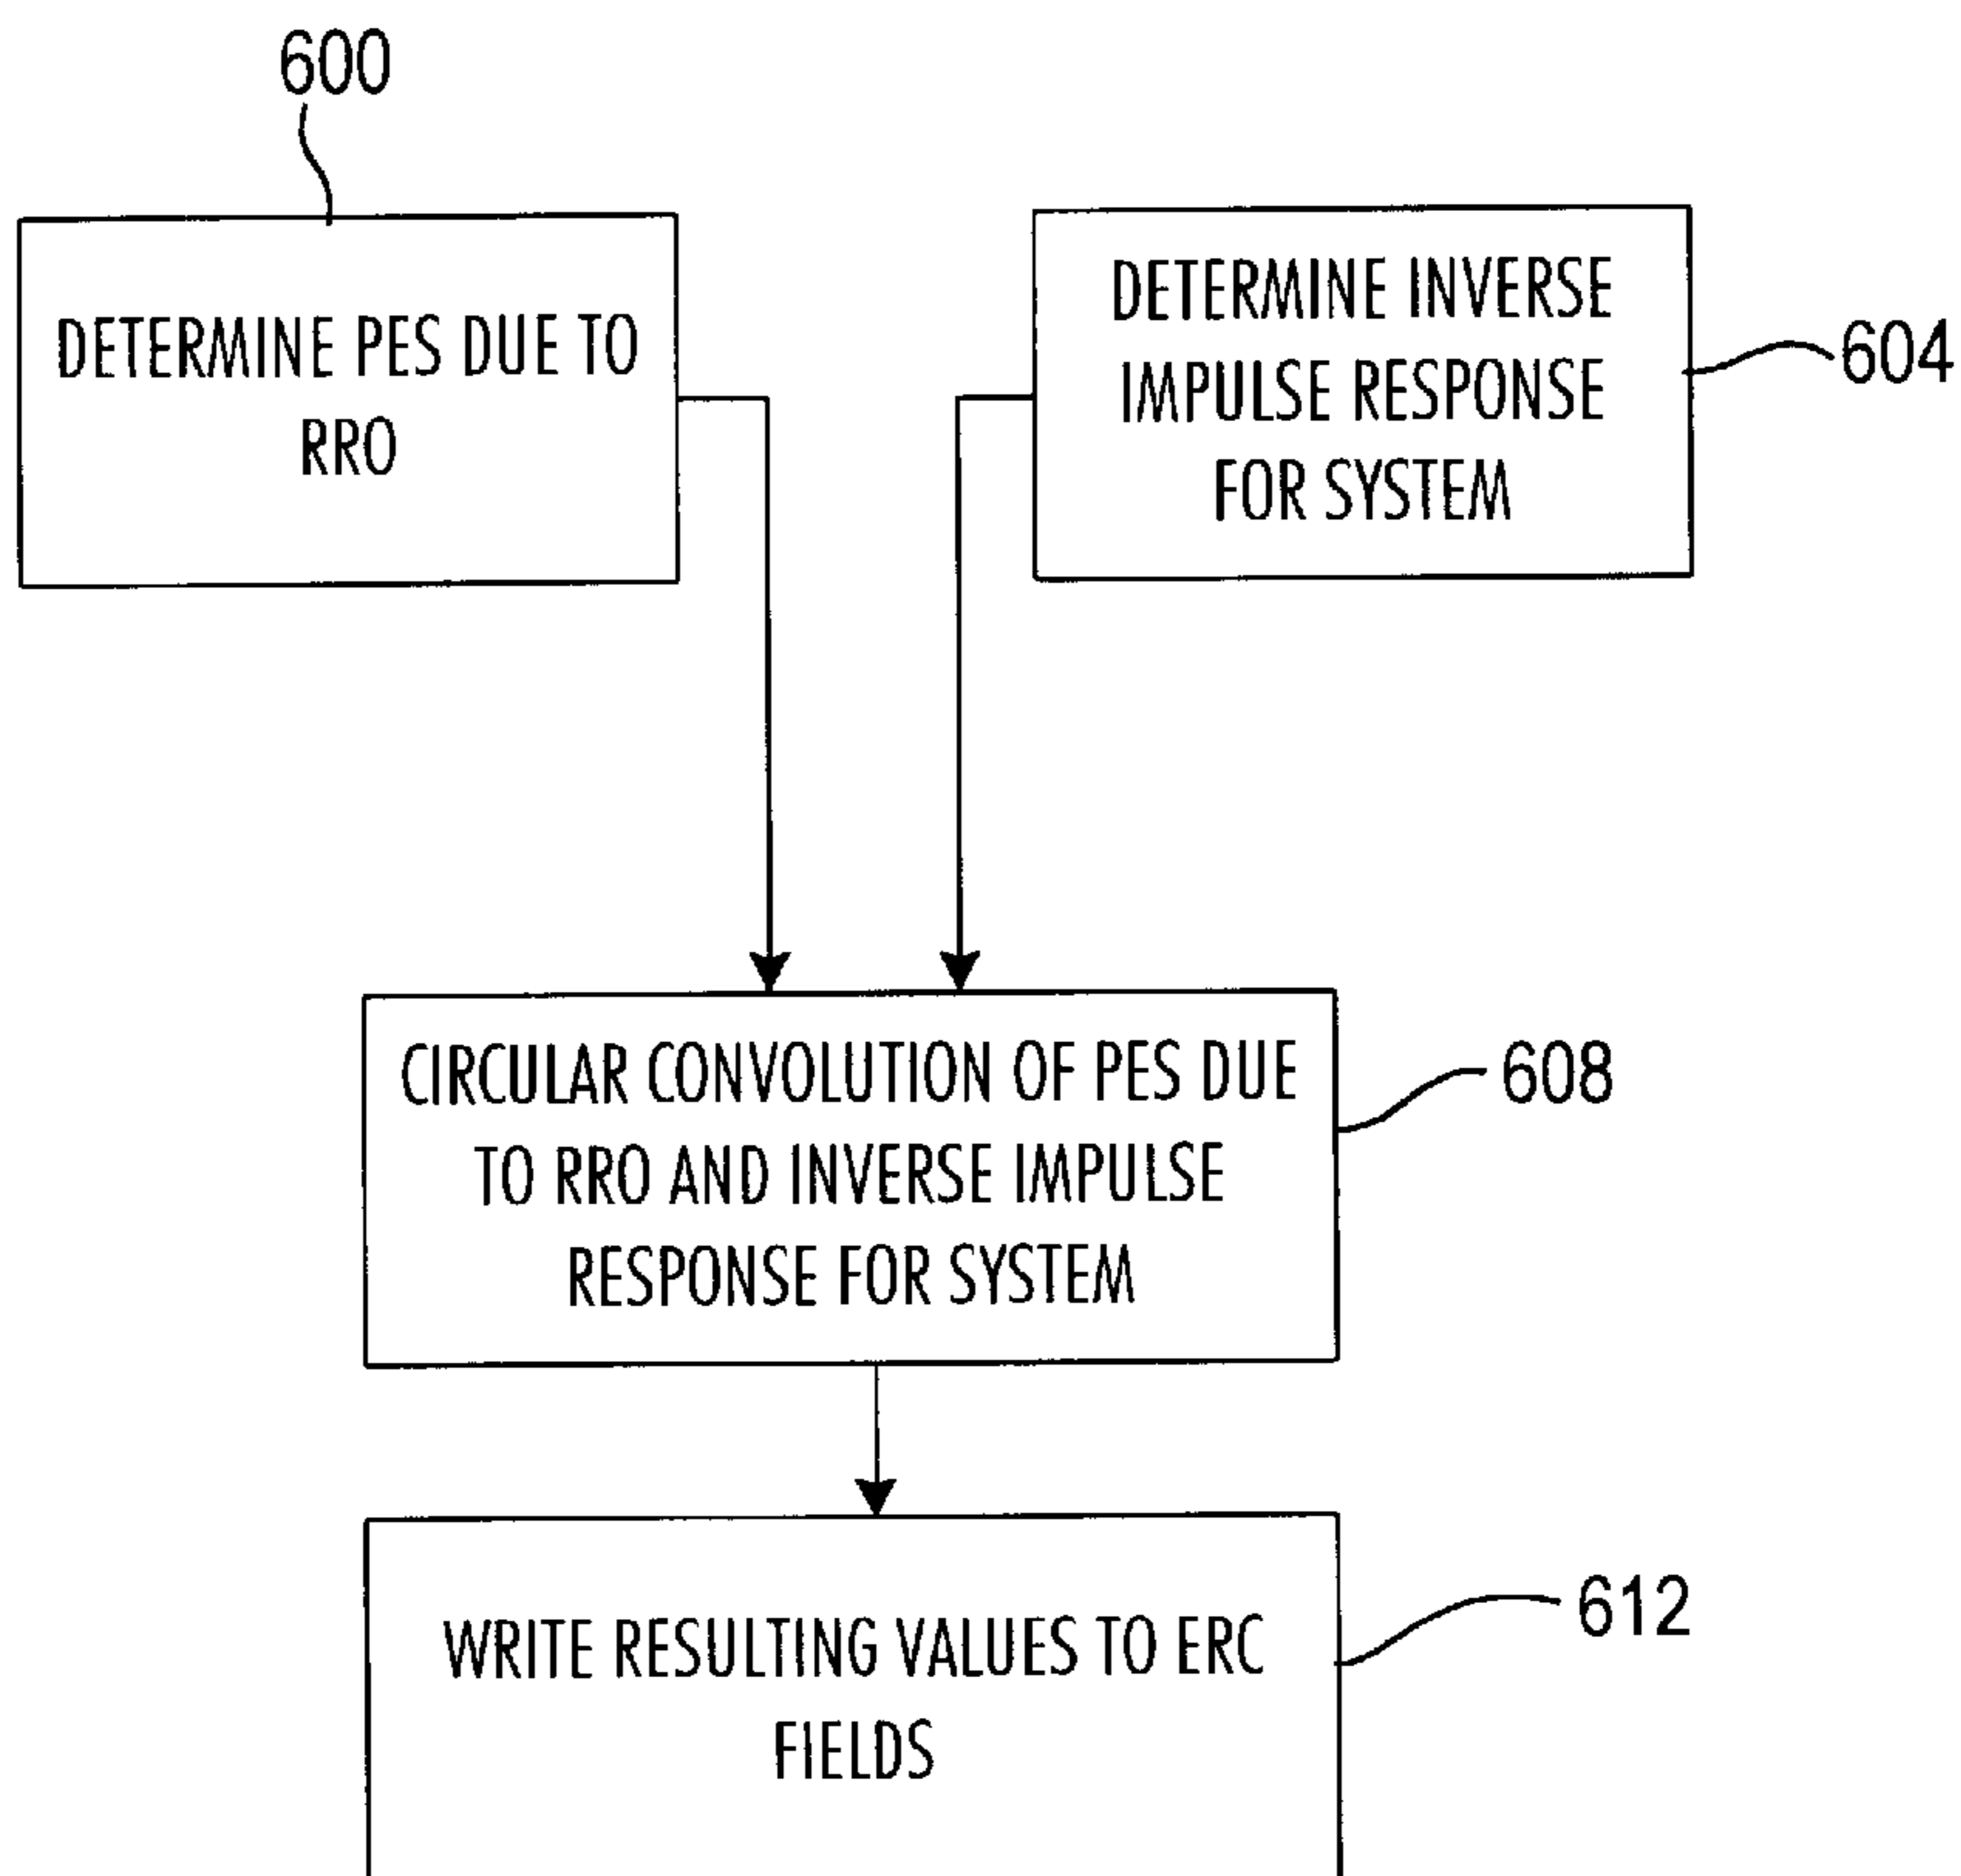 600
DETERMINE PES DUE TO
RRO
DETERMINE INVERSE
IMPULSE RESPONSE
FOR SYSTEM
604
CIRCULAR CONVOLUTION OF PES DUE
TO RRO AND INVERSE IMPULSE
RESPONSE FOR SYSTEM
608
WRITE RESULTING VALUES TO ERC
FIELDS
612